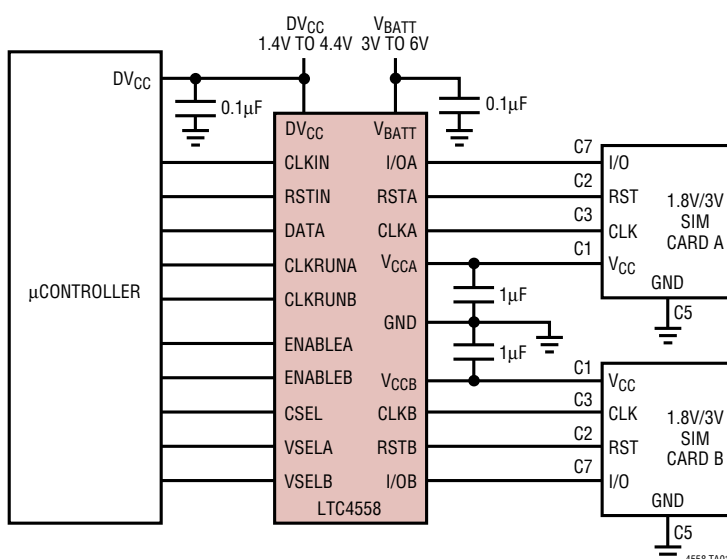 DVCC
1.4V TO 4.4V
VBATT
3V TO 6V
DVCC
0.1µF
0.1µF
µCONTROLLER
DVCC
VBATT
CLKIN
I/OA
RSTIN
RSTA
DATA
CLKA
CLKRUNA
VCCA
CLKRUNB
GND
ENABLEA
ENABLEB
VCCB
CSEL
CLKB
VSELA
RSTB
VSELB
I/OB
LTC4558
1µF
1µF
C7
C2
C3
C1
I/O
RST
CLK
VCC
1.8V/3V
SIM
CARD A
GND
C5
C1
C3
C2
C7
VCC
CLK
RST
I/O
1.8V/3V
SIM
CARD B
GND
C5